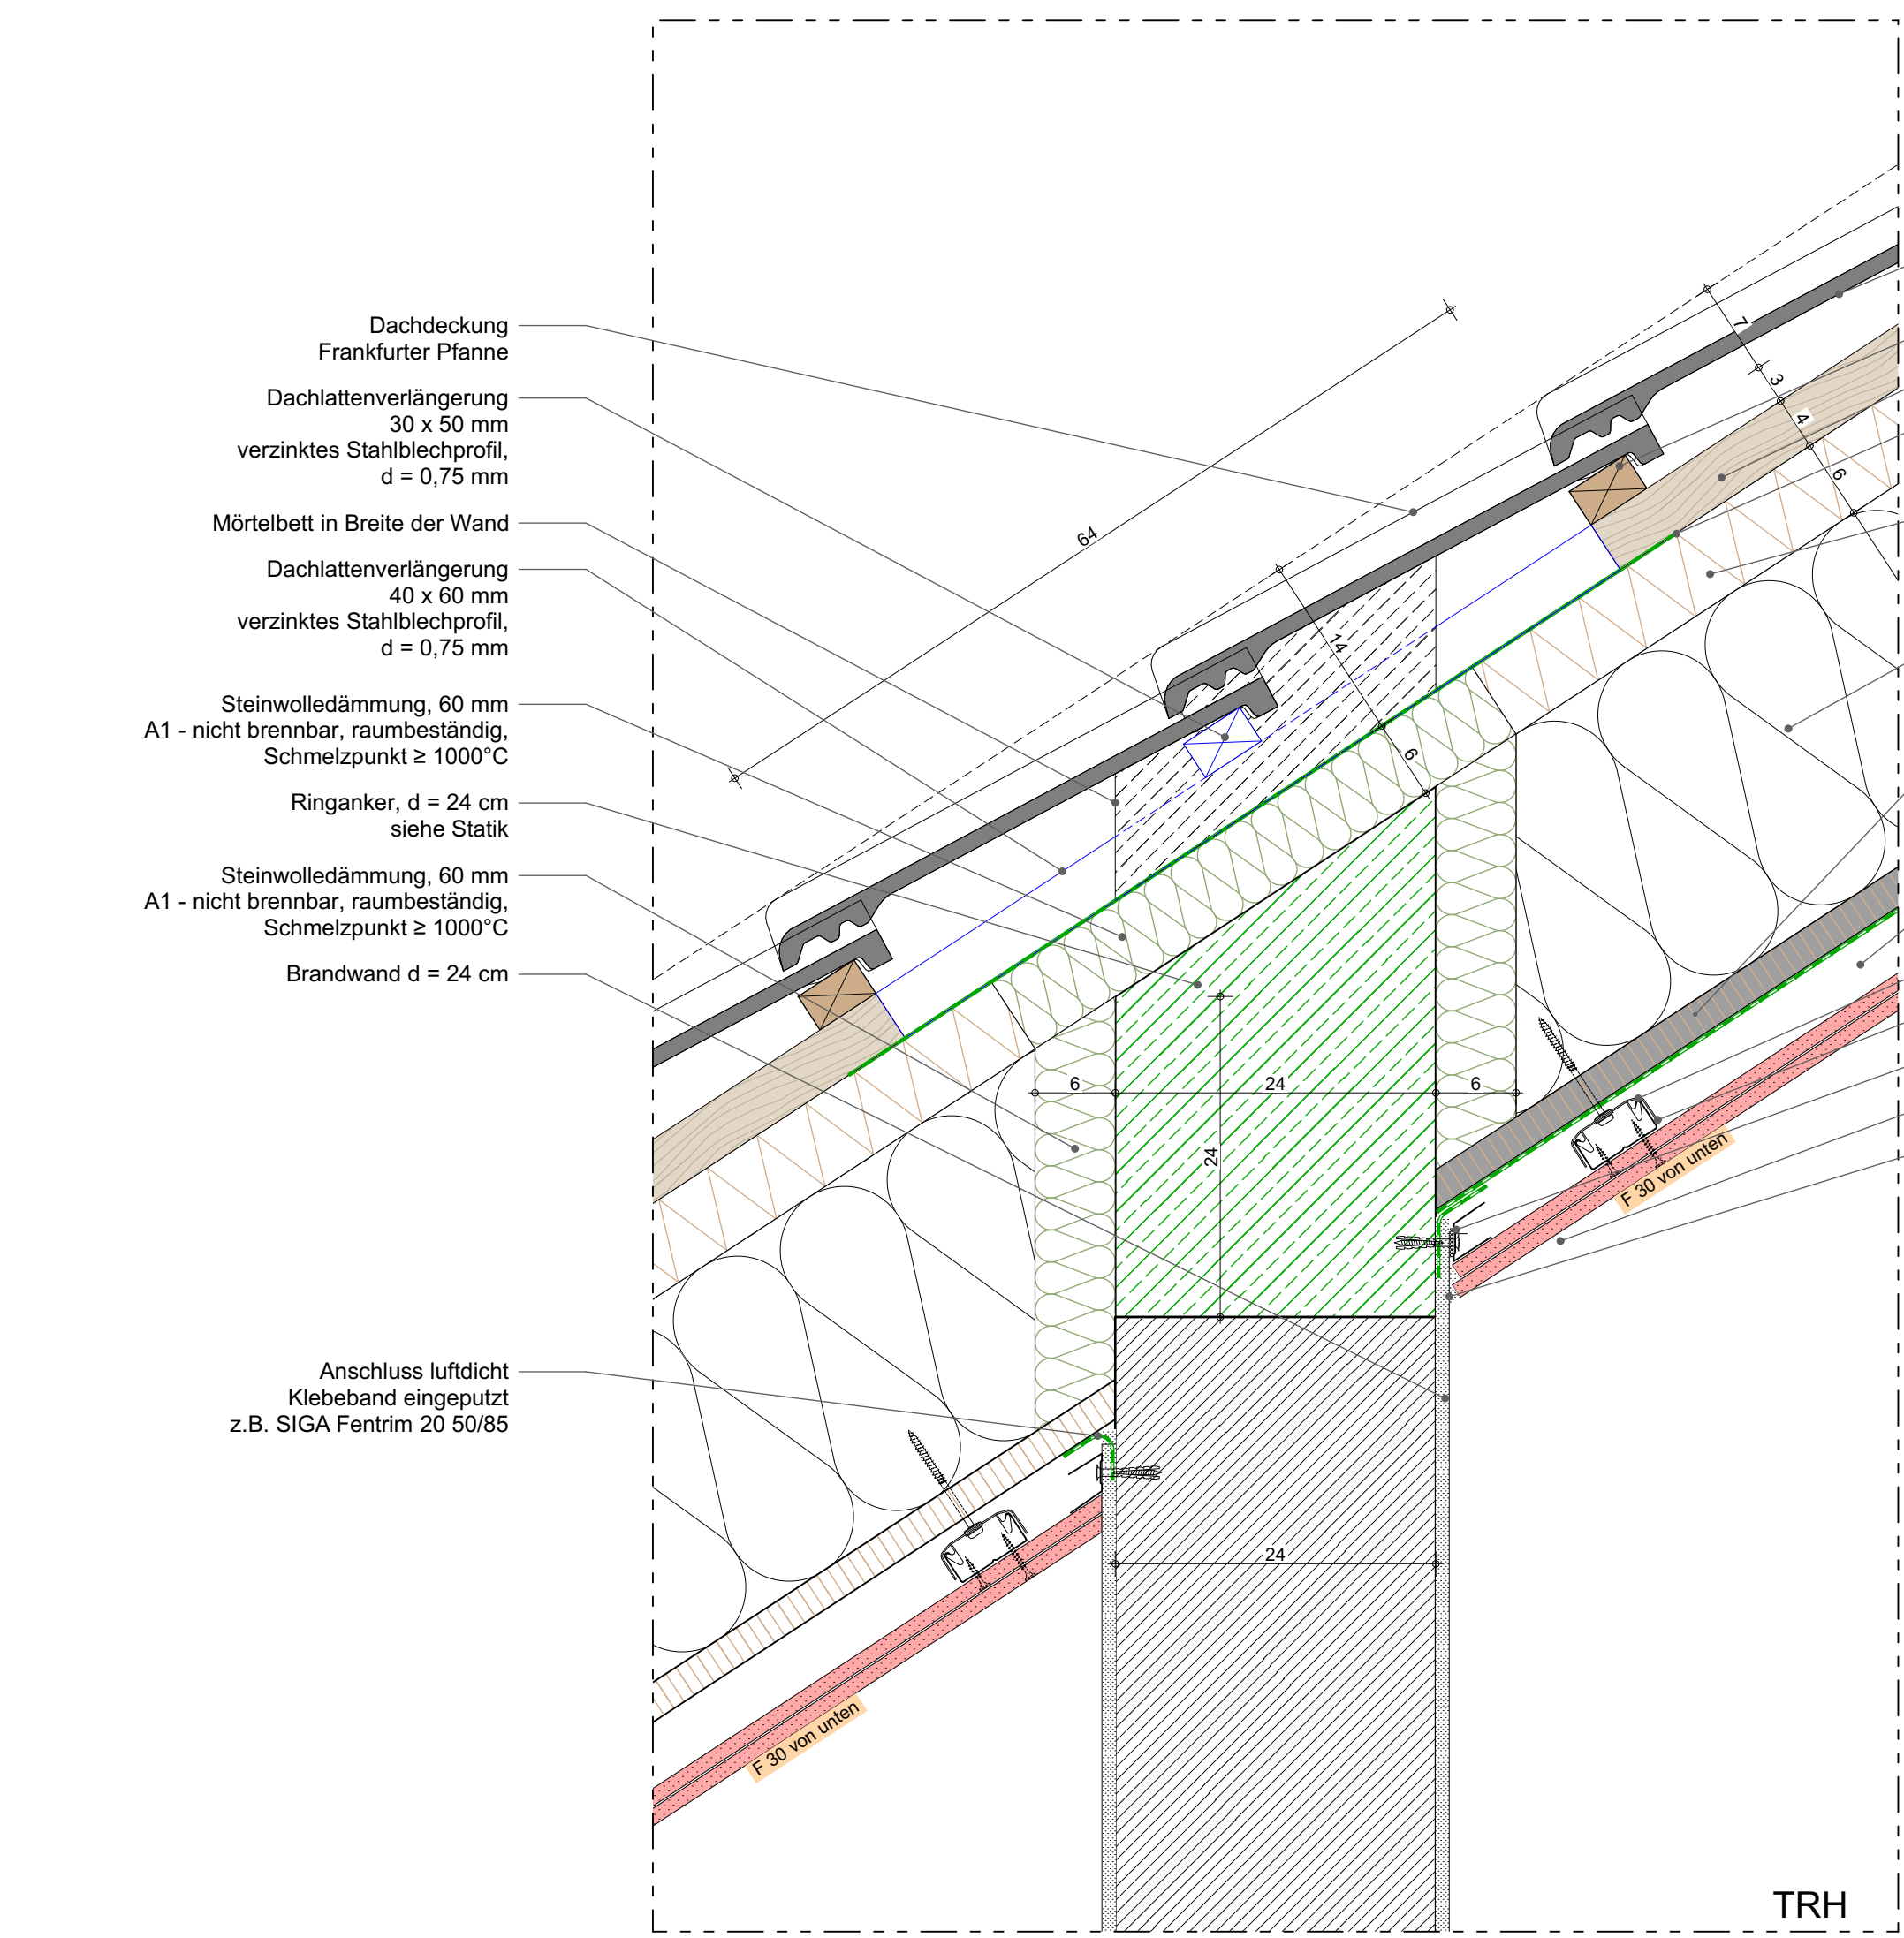 Dachdeckung
Frankfurter Pfanne
Dachlattenverlängerung
30 x 50 mm
verzinktes Stahlblechprofil,
d = 0,75 mm
Mörtelbett in Breite der Wand
Dachlattenverlängerung
40 x 60 mm
verzinktes Stahlblechprofil,
d = 0,75 mm
Steinwolledämmung, 60 mm
A1 - nicht brennbar, raumbeständig,
Schmelzpunkt ≥ 1000°C
Ringanker, d = 24 cm
siehe Statik
Steinwolledämmung, 60 mm
A1 - nicht brennbar, raumbeständig,
Schmelzpunkt ≥ 1000°C
Brandwand d = 24 cm
Anschluss luftdicht
Klebeband eingeputzt
z.B. SIGA Fentrim 20 50/85
64
7
3
4
6
14
6
6
24
6
24
F 30 von unten
24
F 30 von unten
TRH